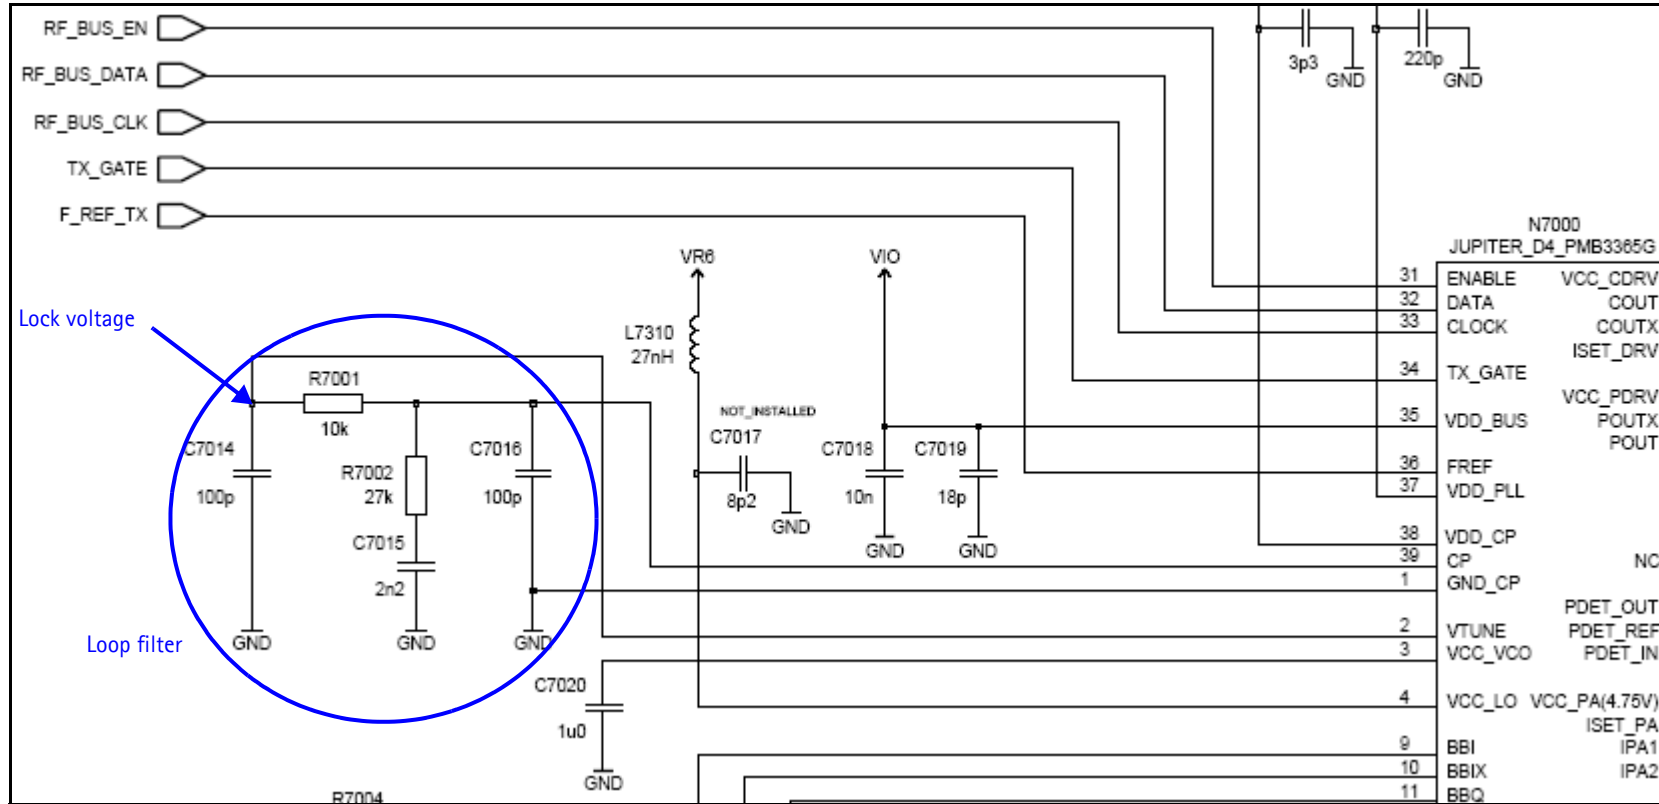 RF_BUS_EN
RF_BUS_DATA
RF_BUS_CLK
TX_GATE
F_REF_TX
3p3
GND
220p
GND
N7000
JUPITER_D4_PMB3365G
VR6
VIO
Lock voltage
L7310
27nH
R7001
10k
C7014
100p
R7002
27k
C7015
2n2
C7016
100p
GND
GND
GND
Loop filter
NOT_INSTALLED
C7017
8p2
GND
C7018
10n
GND
C7019
18p
GND
C7020
1u0
GND
R7004
31 ENABLE VCC_CDRV
32 DATA COUT
33 CLOCK COUTX
ISET_DRV
34 TX_GATE
VCC_PDRV
35 VDD_BUS POUTX
POUT
36 FREF
37 VDD_PLL
38 VDD_CP
39 CP NC
1 GND_CP
PDET_OUT
2 VTUNE PDET_REF
3 VCC_VCO PDET_IN
4 VCC_LO VCC_PA(4.75V)
ISET_PA
9 BBI IPA1
10 BBIX IPA2
11 BBQ